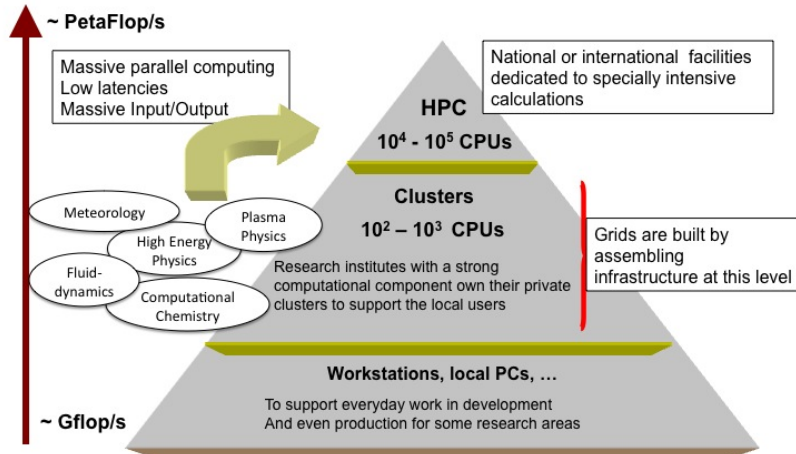 ~ PetaFlop/s
Massive parallel computing
Low latencies
Massive Input/Output
National or international facilities
dedicated to specially intensive
calculations
HPC
10⁴ - 10⁵ CPUs
Meteorology
Plasma
Physics
High Energy
Physics
Fluid-
dynamics
Computational
Chemistry
Clusters
10² – 10³ CPUs
Research institutes with a strong
computational component own their private
clusters to support the local users
Grids are built by
assembling
infrastructure at this level
Workstations, local PCs, …
To support everyday work in development
And even production for some research areas
~ Gflop/s